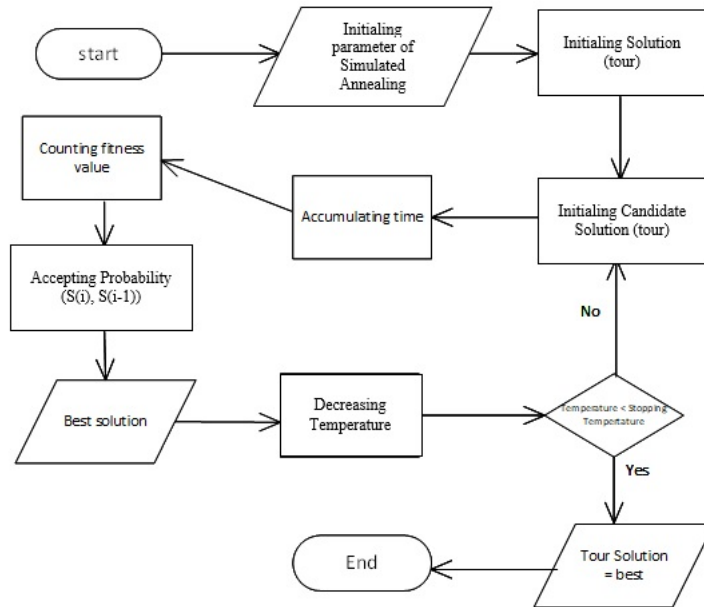 start
Initialing
parameter of
Simulated
Annealing
Initialing Solution
(tour)
Counting fitness
value
Accumulating time
Initialing Candidate
Solution (tour)
Accepting Probability
(S(i), S(i-1))
No
Best solution
Decreasing
Temperature
Temperature < Stopping
Tempertature
Yes
End
Tour Solution
= best